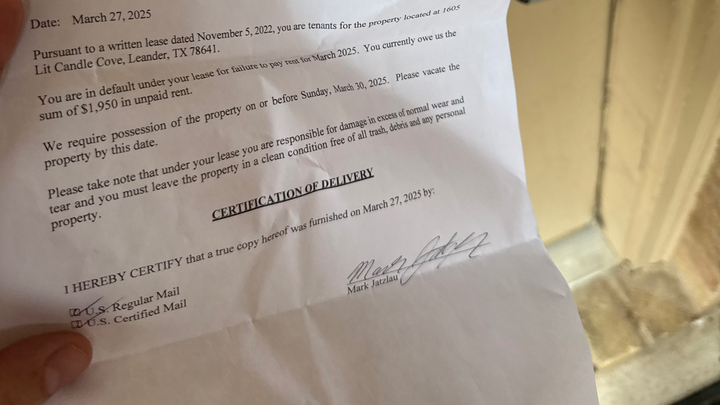 Date: March 27, 2025
Pursuant to a written lease dated November 5, 2022, you are tenants for the property located at 1605
Lit Candle Cove, Leander, TX 78641.
You are in default under your lease for failure to pay rent for March 2025. You currently owe us the
sum of $1,950 in unpaid rent.
We require possession of the property on or before Sunday, March 30, 2025. Please vacate the
property by this date.
Please take note that under your lease you are responsible for damage in excess of normal wear and
tear and you must leave the property in a clean condition free of all trash, debris and any personal
property.
CERTIFICATION OF DELIVERY
I HEREBY CERTIFY that a true copy hereof was furnished on March 27, 2025 by:
U.S. Regular Mail
U.S. Certified Mail
Mark Jatzlau